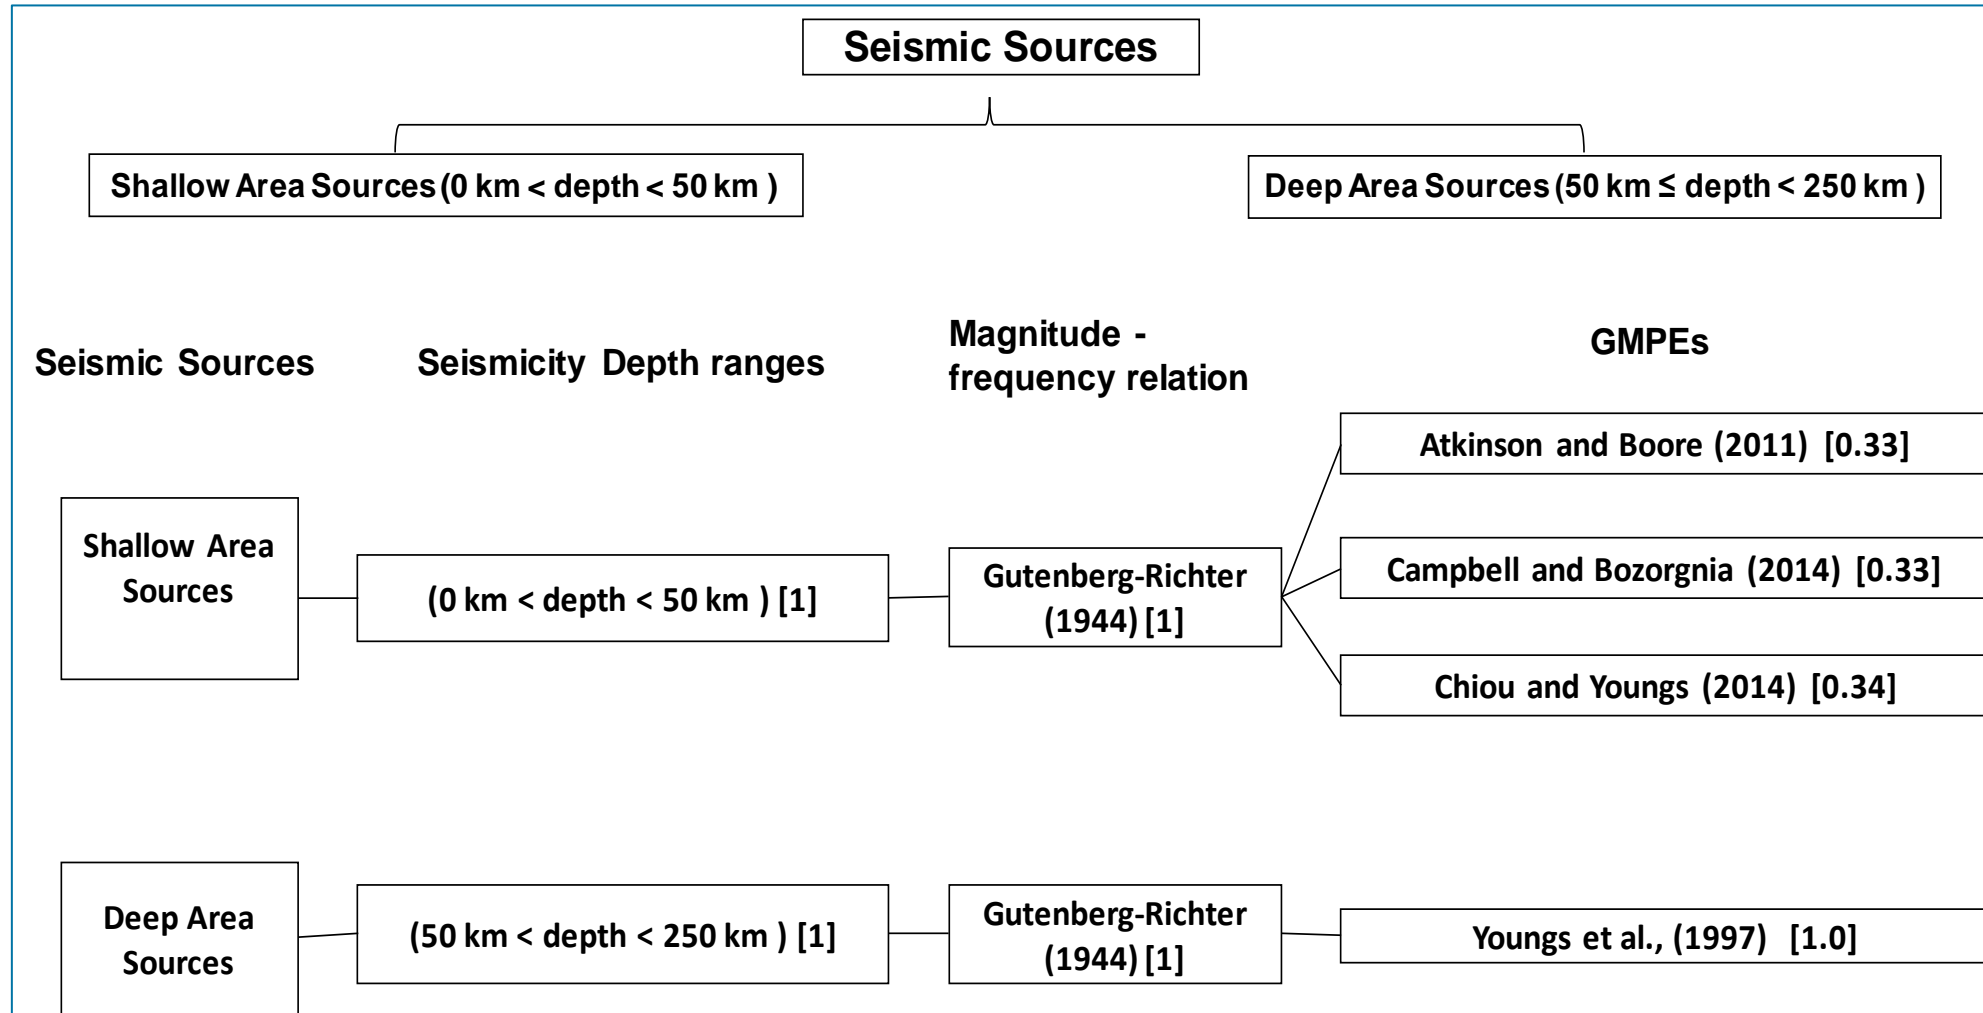 Seismic Sources
Shallow Area Sources (0 km < depth < 50 km )
Deep Area Sources (50 km ≤ depth < 250 km )
Seismic Sources
Seismicity Depth ranges
Magnitude -
frequency relation
GMPEs
Shallow Area
Sources
(0 km < depth < 50 km ) [1]
Gutenberg-Richter
(1944) [1]
Atkinson and Boore (2011) [0.33]
Campbell and Bozorgnia (2014) [0.33]
Chiou and Youngs (2014) [0.34]
Deep Area
Sources
(50 km < depth < 250 km ) [1]
Gutenberg-Richter
(1944) [1]
Youngs et al., (1997) [1.0]